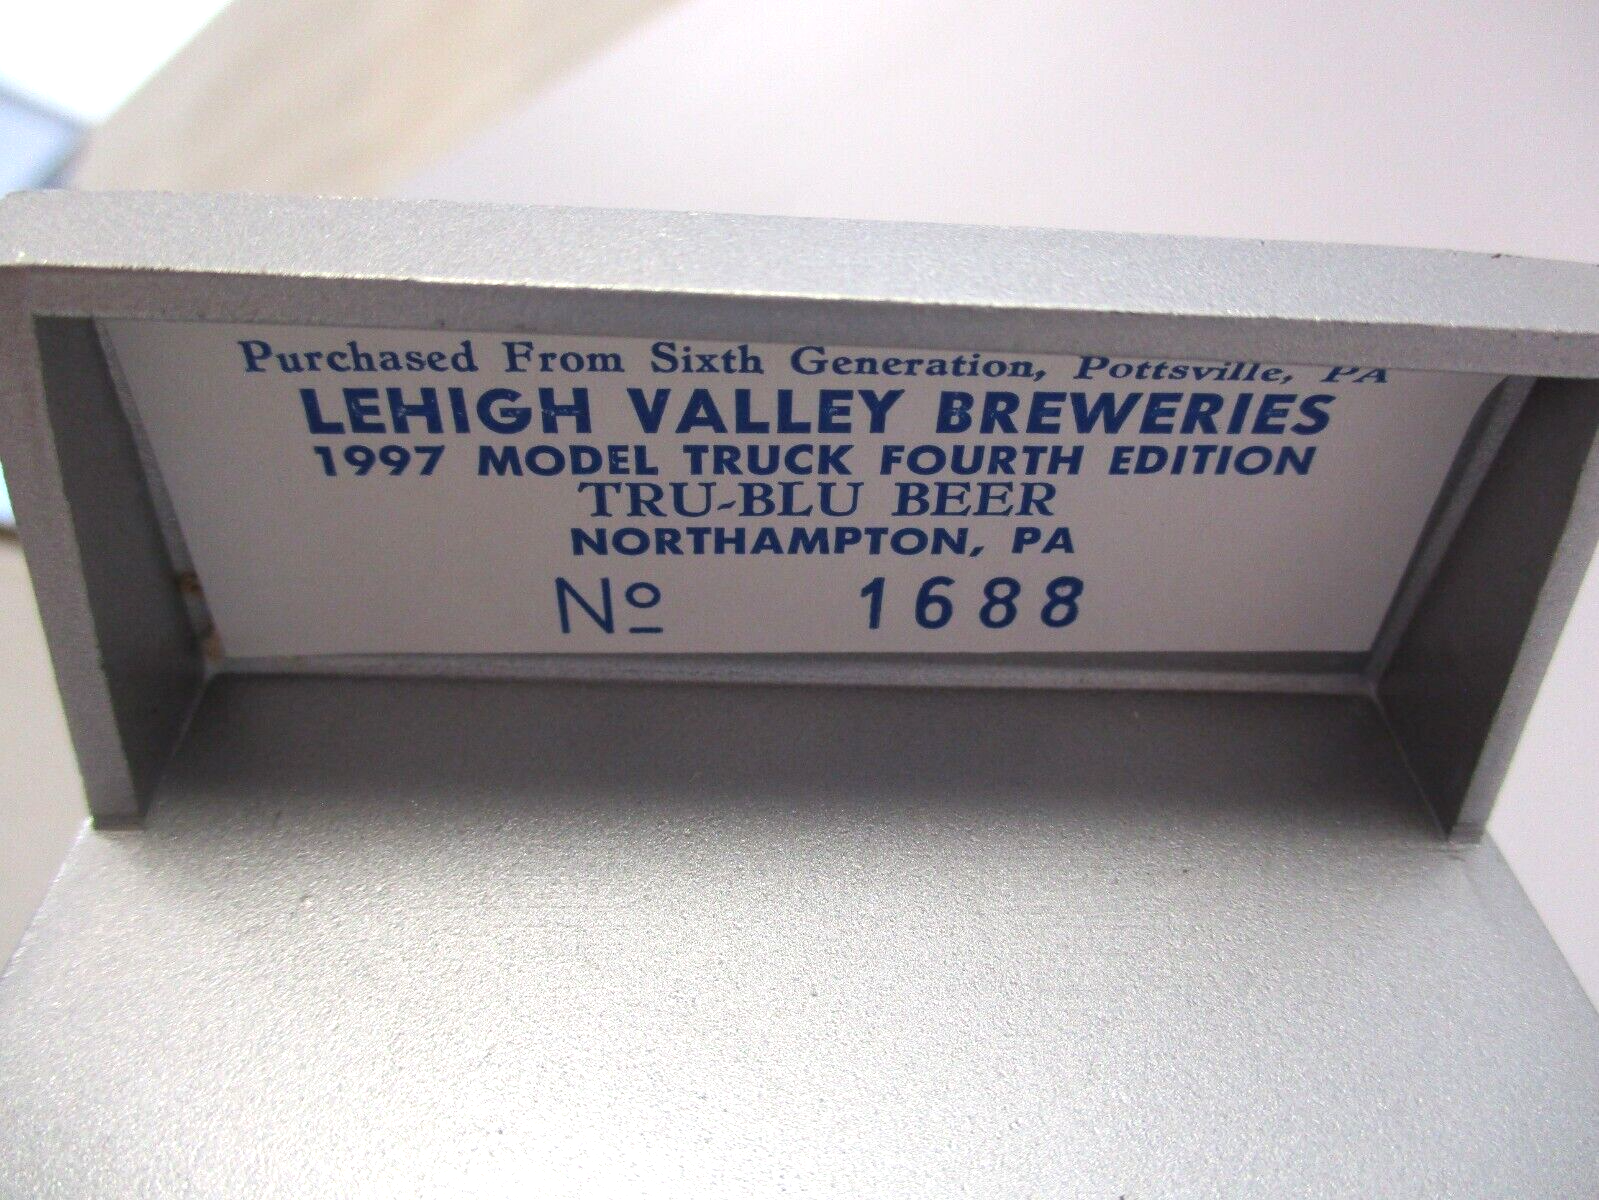 Purchased From Sixth Generation, Pottsville, PA
LEHIGH VALLEY BREWERIES
1997 MODEL TRUCK FOURTH EDITION
TRU-BLU BEER
NORTHAMPTON, PA
Nº 1688